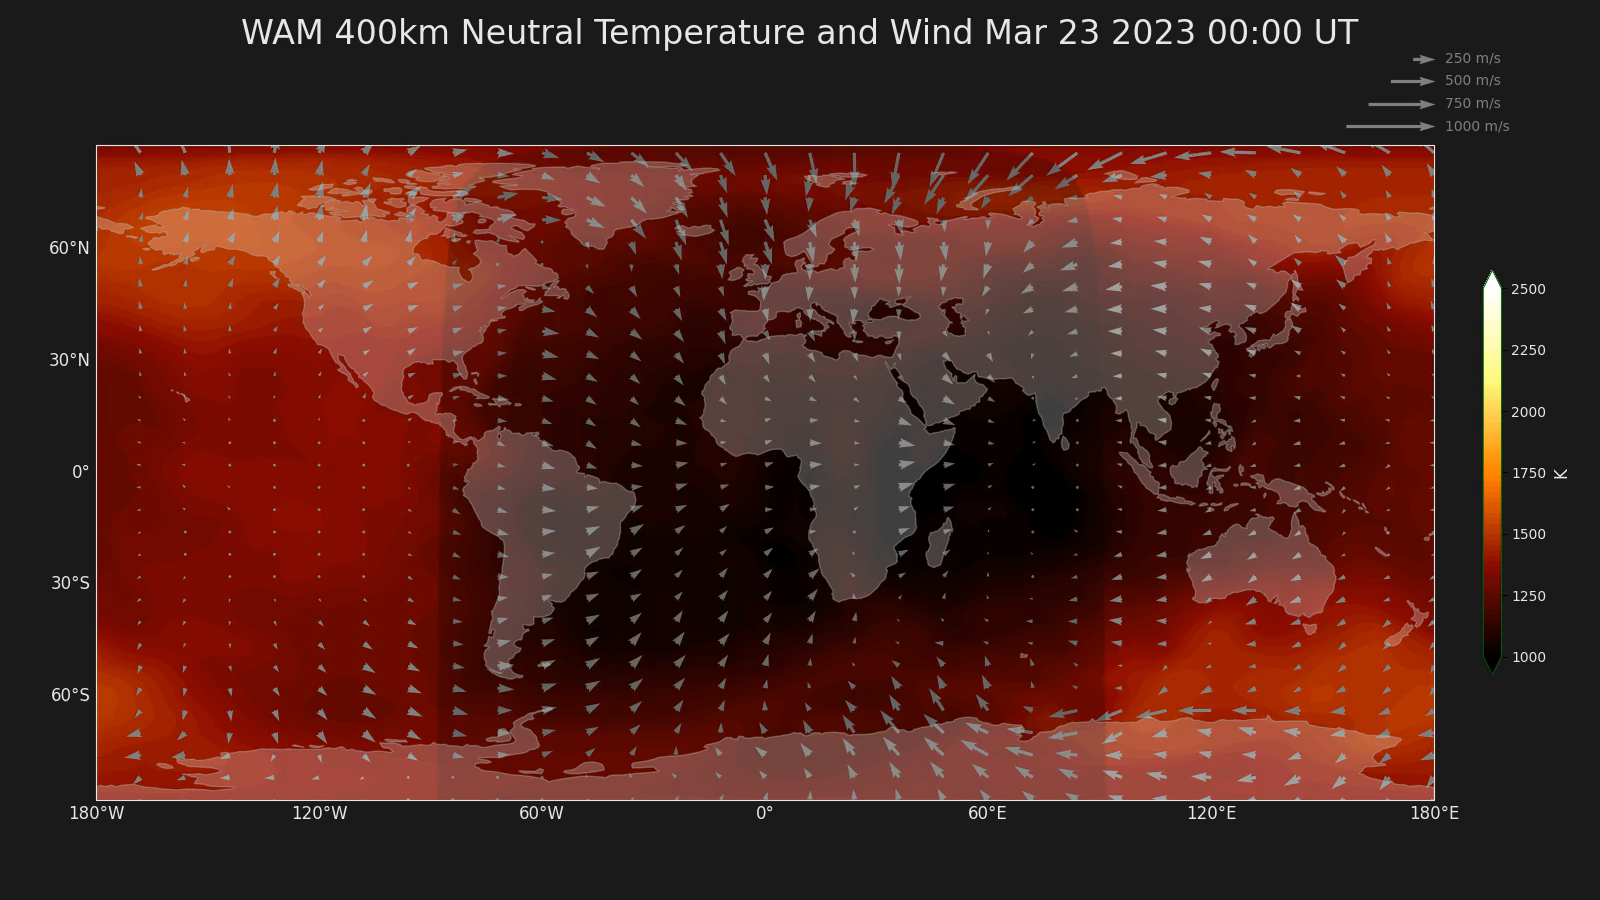 WAM 400km Neutral Temperature and Wind Mar 23 2023 00:00 UT
250 m/s
500 m/s
750 m/s
1000 m/s
60°N
30°N
0°
30°S
60°S
180°W
120°W
60°W
0°
60°E
120°E
180°E
2500
2250
2000
1750
1500
1250
1000
K